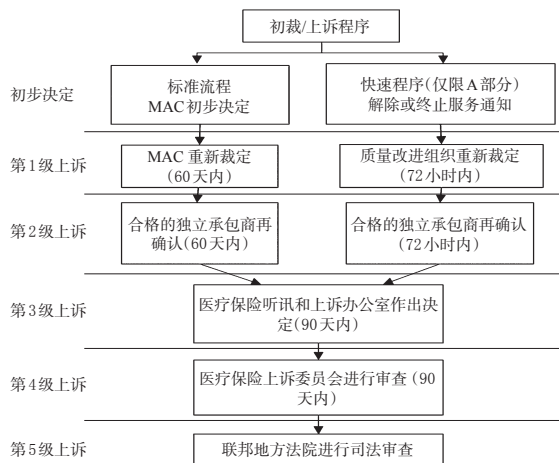 初裁/上诉程序
初步决定
标准流程
MAC初步决定
快速程序(仅限A部分)
解除或终止服务通知
第1级上诉
MAC 重新裁定
(60天内)
质量改进组织重新裁定
(72小时内)
第2级上诉
合格的独立承包商再
确认(60天内)
合格的独立承包商再确认
(72小时内)
第3级上诉
医疗保险听讯和上诉办公室作出决
定(90天内)
第4级上诉
医疗保险上诉委员会进行审查 (90
天内)
第5级上诉
联邦地方法院进行司法审查